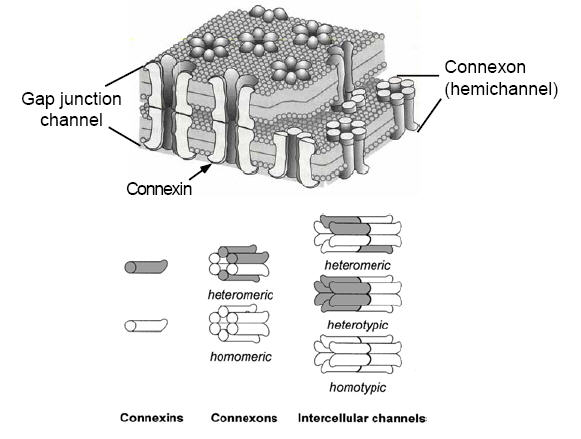 Gap junction
channel
Connexon
(hemichannel)
Connexin
heteromeric
homomeric
heteromeric
heterotypic
homotypic
Connexins
Connexons
Intercellular channels